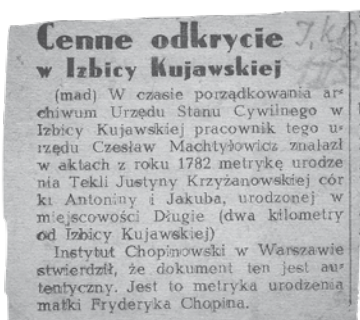 Cenne odkrycie
w Izbicy Kujawskiej
(mad) W czasie porządkowania ar-
chiwum Urzędu Stanu Cywilnego w
Izbicy Kujawskiej pracownik tego u-
rzędu Czesław Machtyłowicz znalazł
w aktach z roku 1782 metrykę urodze
nia Tekli Justyny Krzyżanowskiej cór
ki Antoniny i Jakuba, urodzonej w
miejscowości Długie (dwa kilometry
od Izbicy Kujawskiej)
Instytut Chopinowski w Warszawie
stwierdził, że dokument ten jest au-
tentyczny. Jest to metryka urodzenia
matki Fryderyka Chopina.